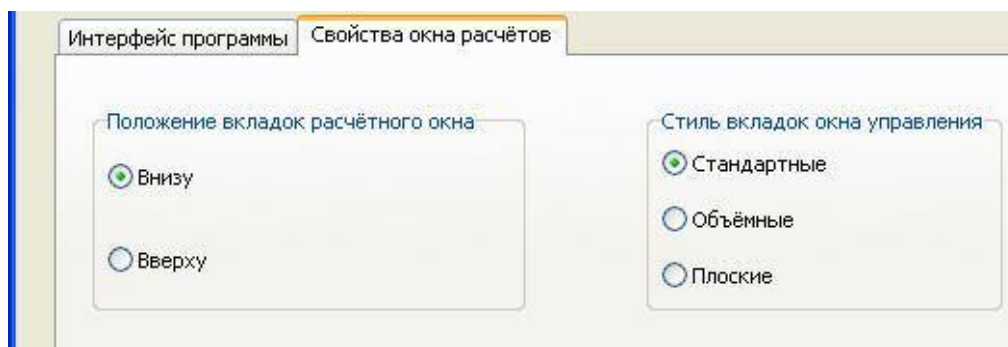 Интерфейс программы
Свойства окна расчётов
Положение вкладок расчётного окна
Внизу
Вверху
Стиль вкладок окна управления
Стандартные
Объёмные
Плоские